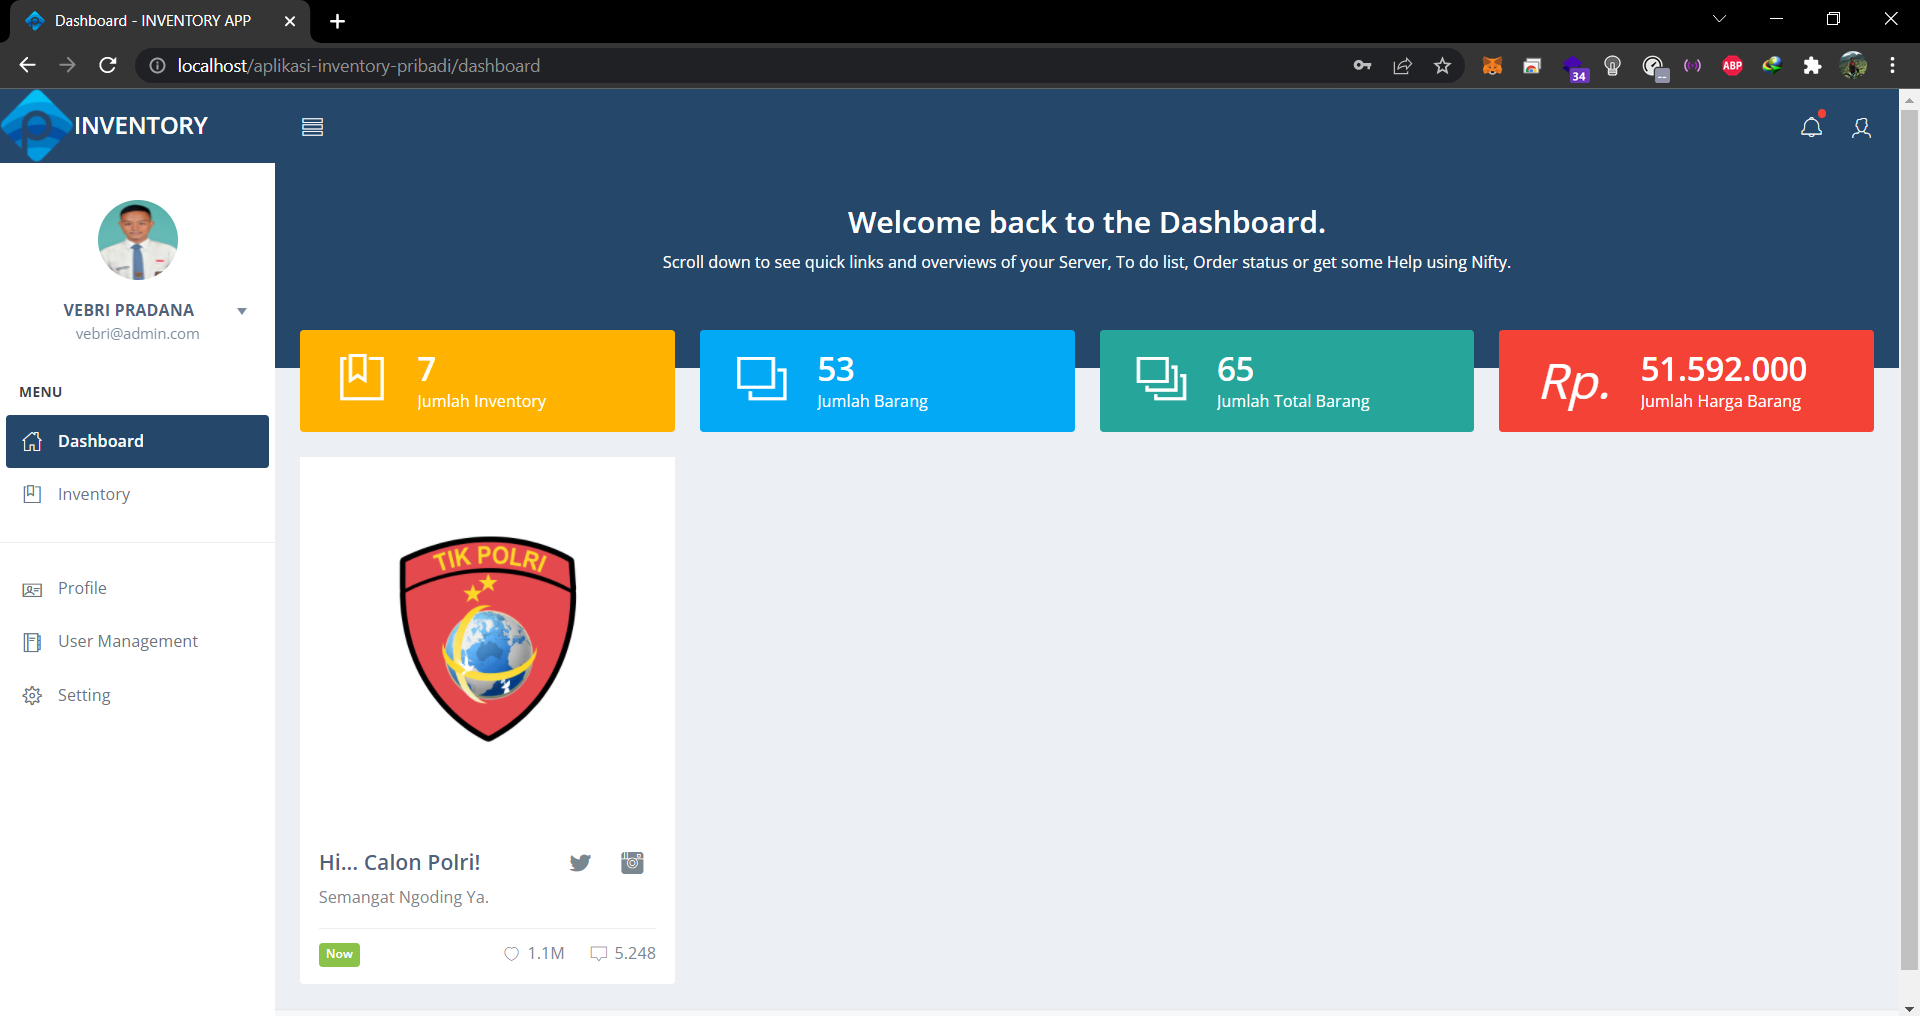 Dashboard - INVENTORY APP
localhost/aplikasi-inventory-pribadi/dashboard
34
--
ABP
INVENTORY
VEBRI PRADANA
vebri@admin.com
MENU
Dashboard
Inventory
Profile
User Management
Setting
Welcome back to the Dashboard.
Scroll down to see quick links and overviews of your Server, To do list, Order status or get some Help using Nifty.
7
Jumlah Inventory
53
Jumlah Barang
65
Jumlah Total Barang
Rp. 51.592.000
Jumlah Harga Barang
TIK POLRI
Hi... Calon Polri!
Semangat Ngoding Ya.
Now 1.1M 5.248